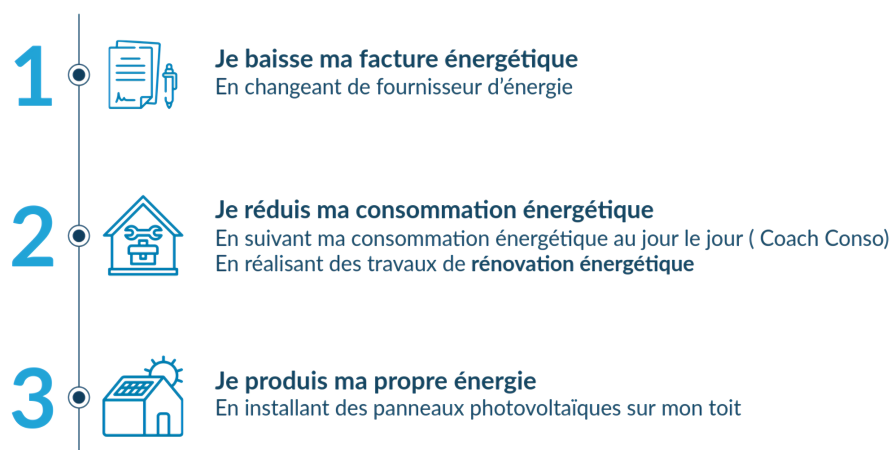 1
Je baisse ma facture énergétique
En changeant de fournisseur d’énergie
2
Je réduis ma consommation énergétique
En suivant ma consommation énergétique au jour le jour ( Coach Conso)
En réalisant des travaux de rénovation énergétique
3
Je produis ma propre énergie
En installant des panneaux photovoltaïques sur mon toit